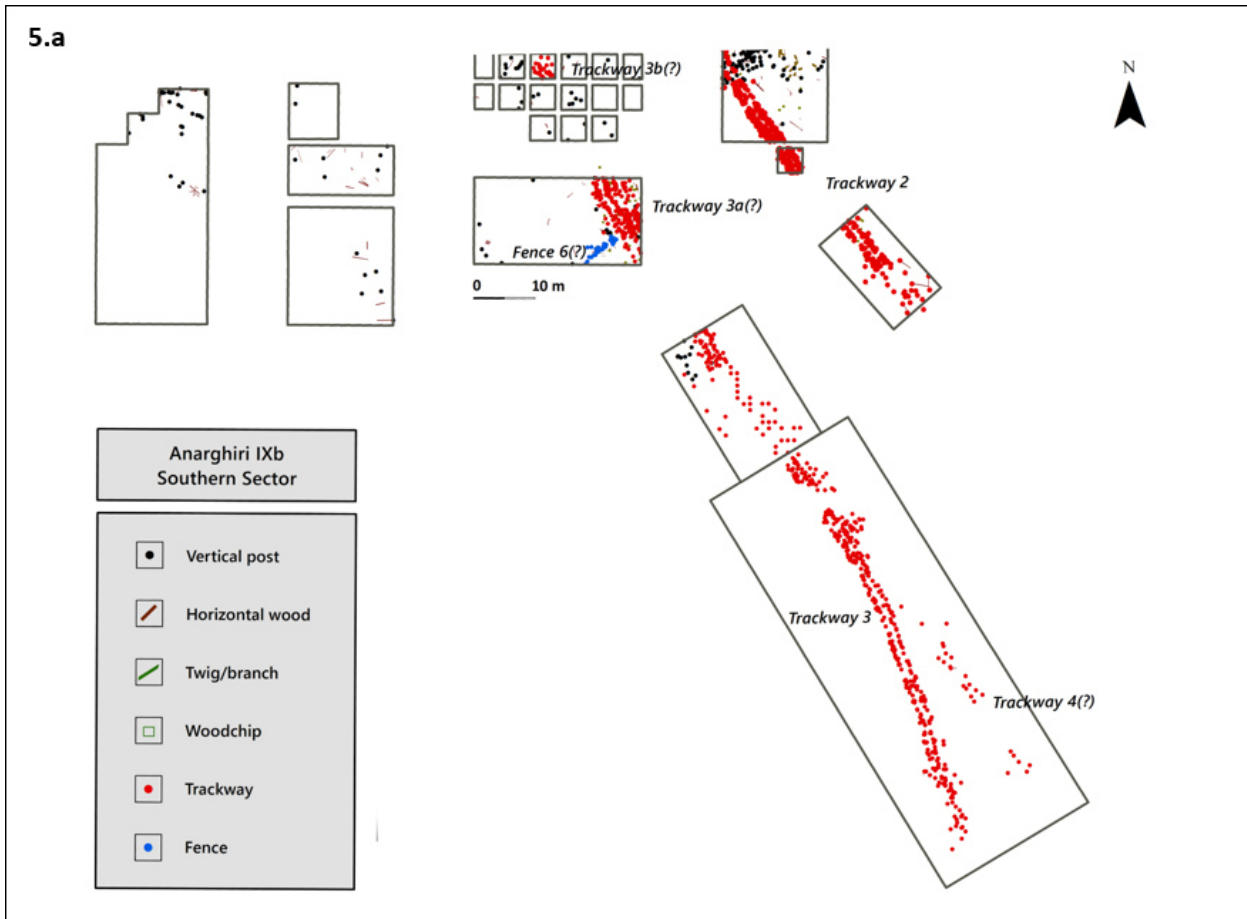 5.a
Trackway 3b(?)
N
Trackway 2
Trackway 3a(?)
Fence 6(?)
0 10 m
Anarghiri IXb
Southern Sector
Vertical post
Horizontal wood
Twig/branch
Woodchip
Trackway
Fence
Trackway 3
Trackway 4(?)